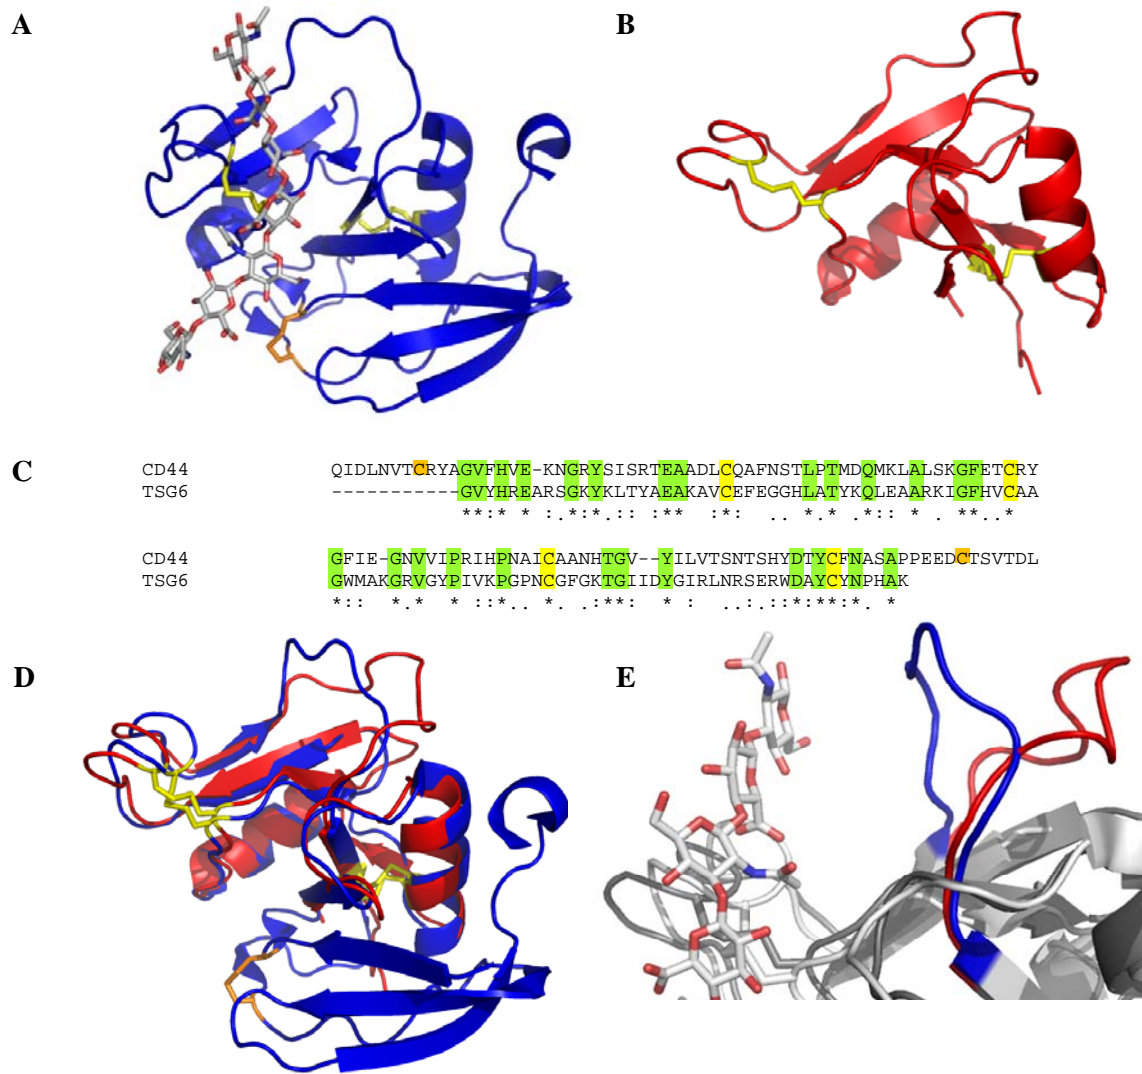 A
B
C
CD44 QIDLNVTCRYAGVFHVE-KNGRYSISRTEAADLCQAFNSTLPTMDQMKLALSKGFETCRY
TSG6 -----------GVYHREARSGKYKLTYAEAKAVCEFEGGHLATYKQLEAARKIGFHVCAA
**:* * :.*:*.:: :** :*: .. *.* .*:: * . **..*
CD44 GFIE-GNVVIPRIHPNAICAANHTGV--YILVTSNTSHYDTYCFNASAPPEEDCTSVTDL
TSG6 GWMAKGRVGYPIVKPGPNCGFGKTGIIDYGIRLNRSERWDAYCYNPHAK
*:: *.* * :*.. *. .:**: * : ..:.::*:**:*. *
D
E